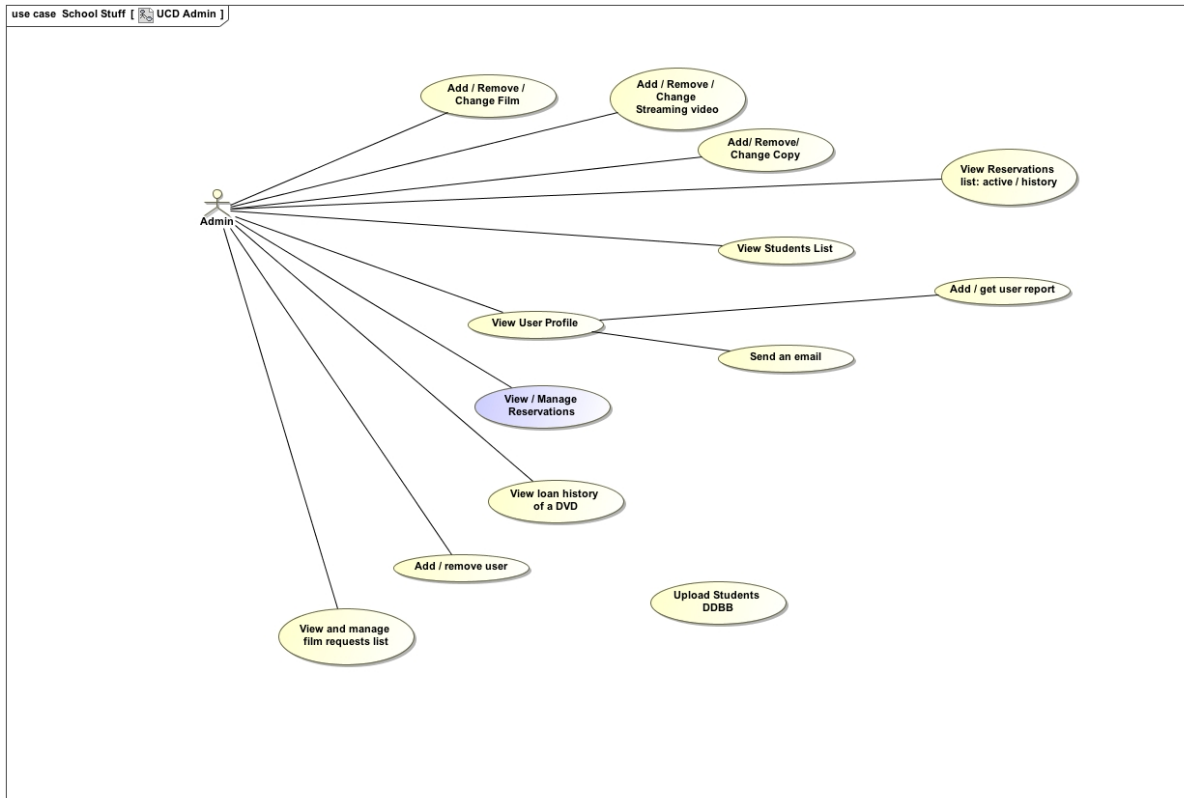 use case School Stuff [ UCD Admin ]
Add / Remove /
Change Film
Add / Remove /
Change
Streaming video
Add/ Remove/
Change Copy
View Reservations
list: active / history
Admin
View Students List
Add / get user report
View User Profile
Send an email
View / Manage
Reservations
View loan history
of a DVD
Add / remove user
Upload Students
DDBB
View and manage
film requests list